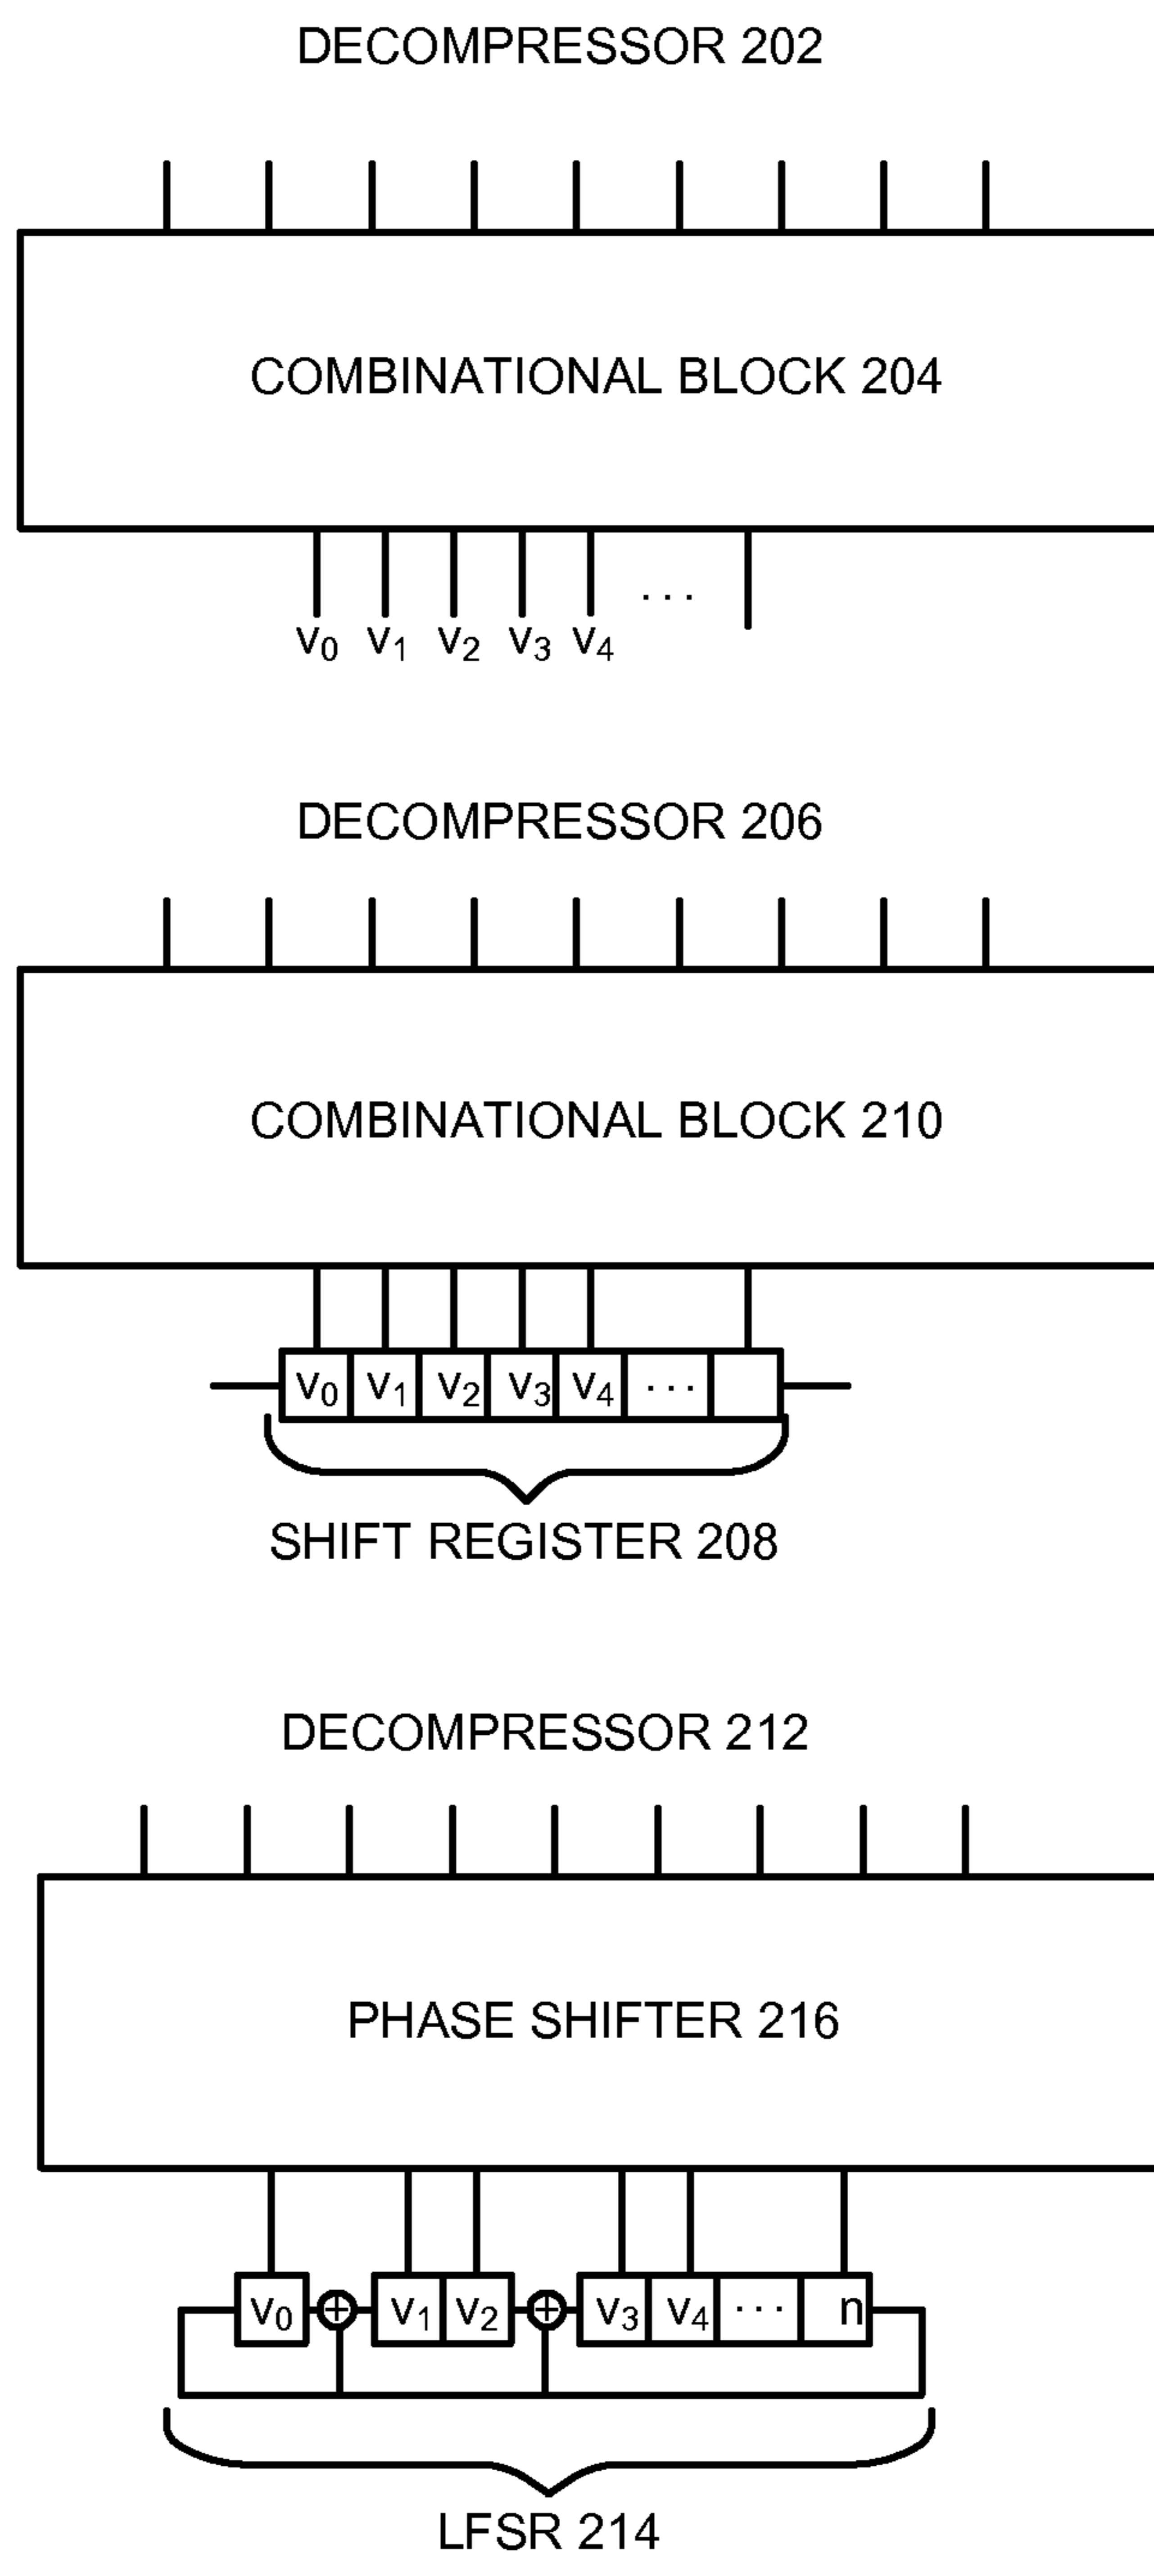 DECOMPRESSOR 202
COMBINATIONAL BLOCK 204
...
v0 v1 v2 v3 v4
DECOMPRESSOR 206
COMBINATIONAL BLOCK 210
v0 v1 v2 v3 v4 ...
SHIFT REGISTER 208
DECOMPRESSOR 212
PHASE SHIFTER 216
v0 + v1 v2 + v3 v4 ... n
LFSR 214